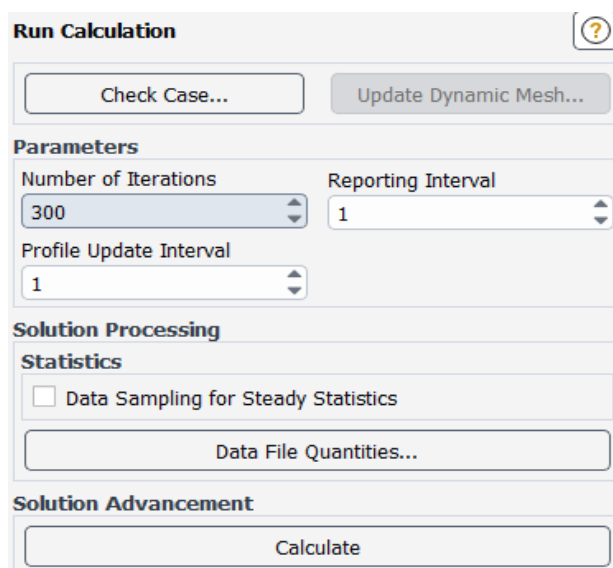 Run Calculation
?
Check Case... Update Dynamic Mesh...
Parameters
Number of Iterations Reporting Interval
300 1
Profile Update Interval
1
Solution Processing
Statistics
Data Sampling for Steady Statistics
Data File Quantities...
Solution Advancement
Calculate